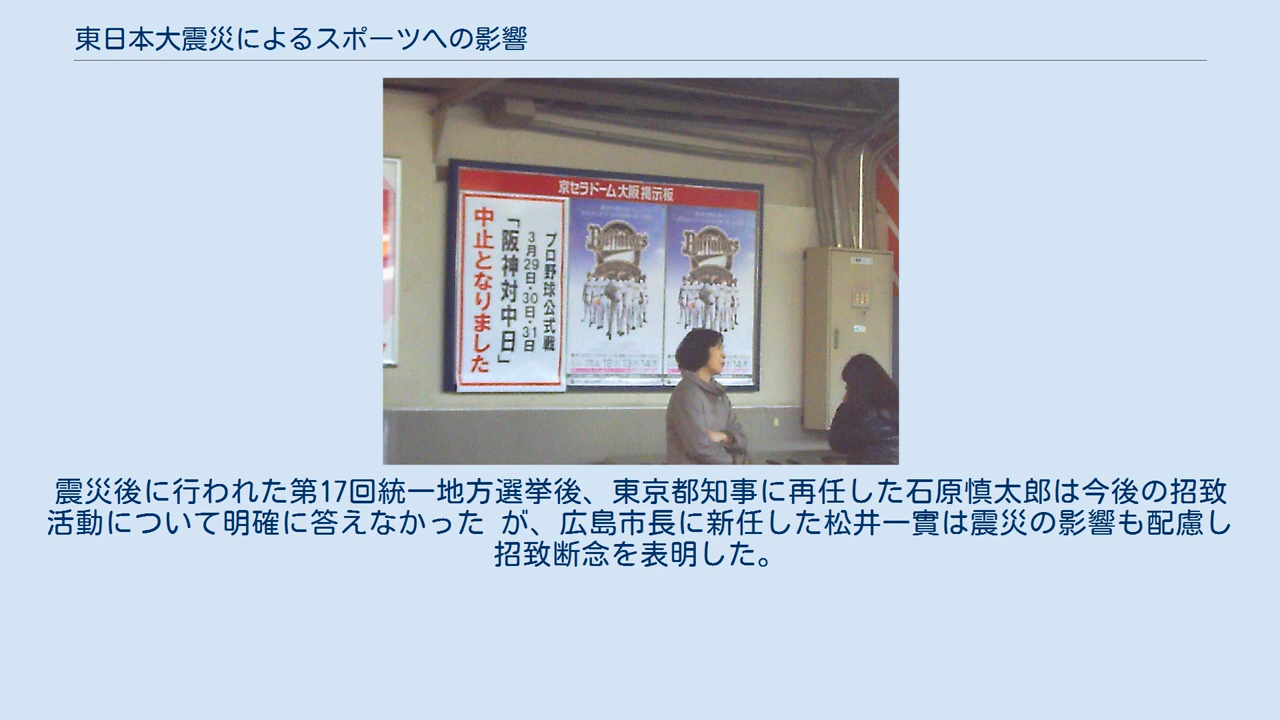 東日本大震災によるスポーツへの影響
京セラドーム大阪掲示板
プロ野球公式戦
3月29日・30日・31日
「阪神対中日」
中止となりました
Buffaloes
Buffaloes
震災後に行われた第17回統一地方選挙後、東京都知事に再任した石原慎太郎は今後の招致
活動について明確に答えなかった が、広島市長に新任した松井一實は震災の影響も配慮し
招致断念を表明した。